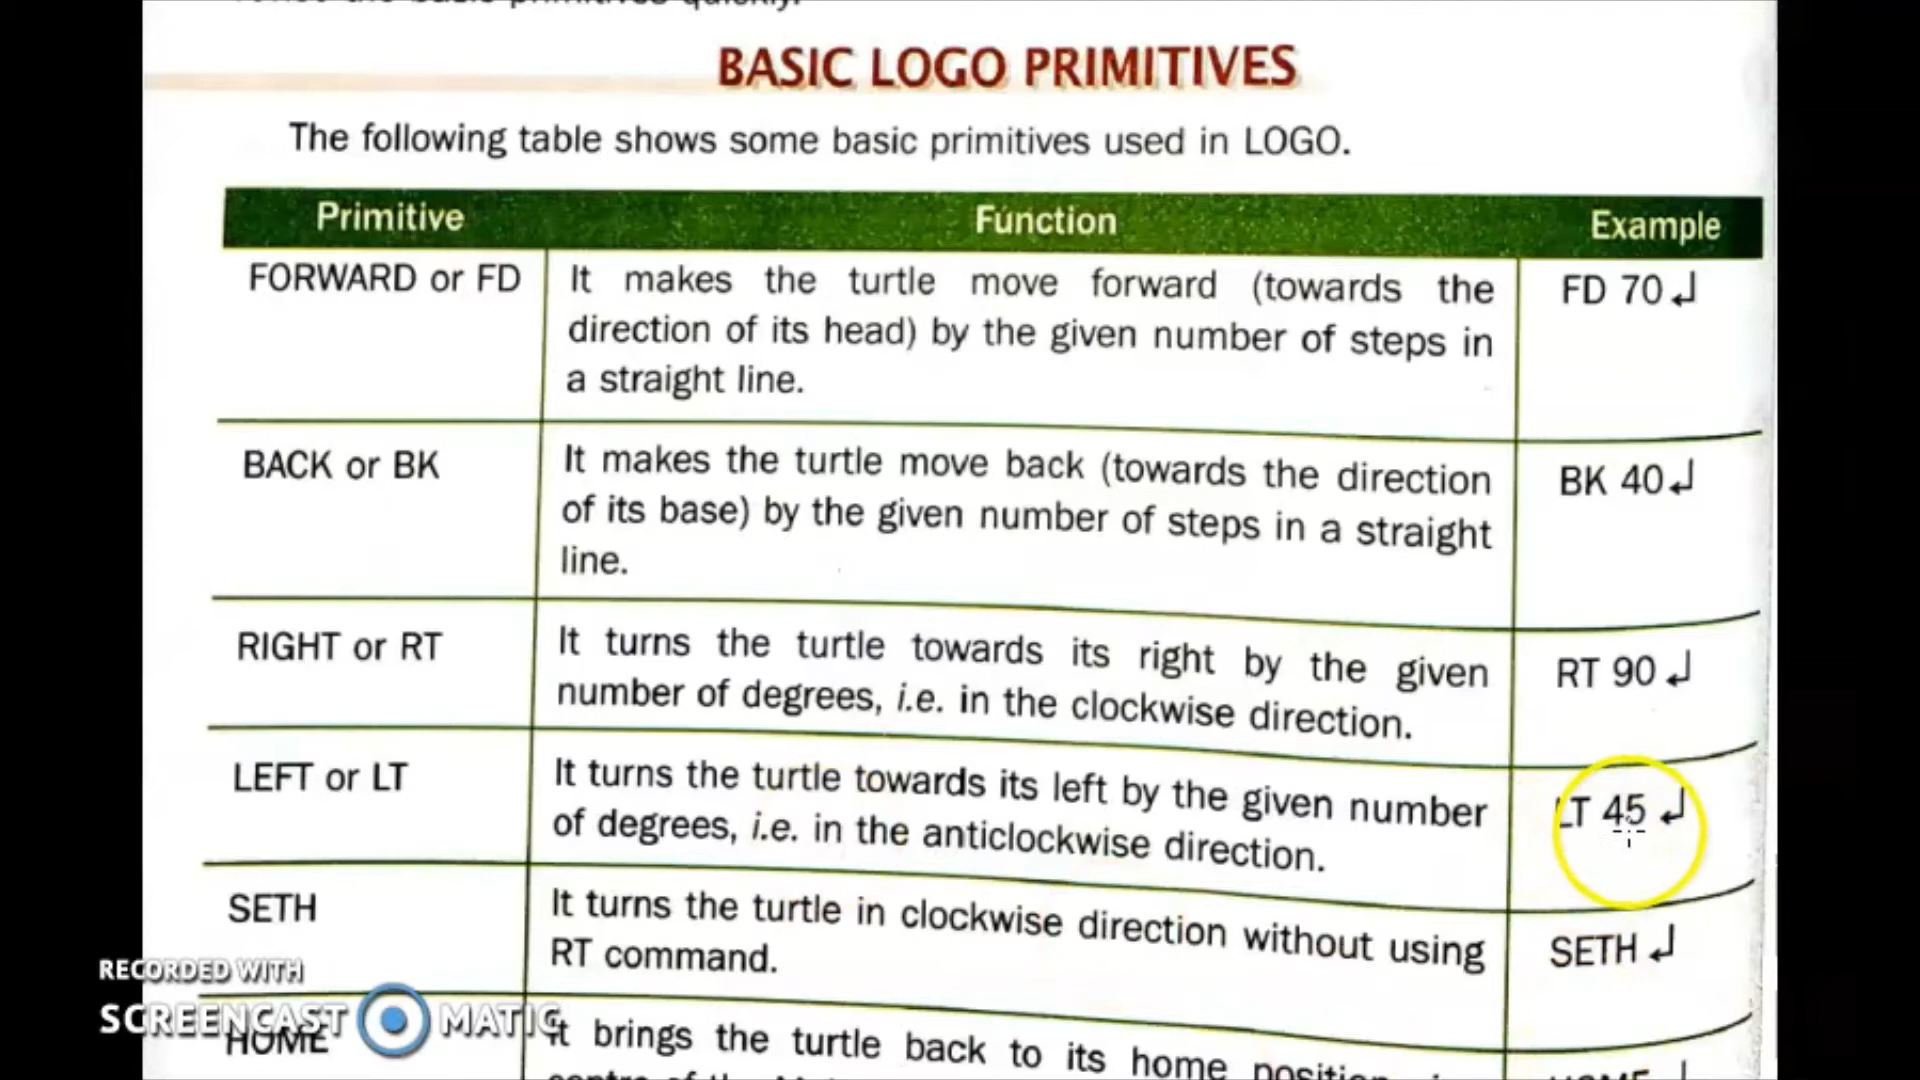 BASIC LOGO PRIMITIVES
The following table shows some basic primitives used in LOGO.
Primitive Function Example
FORWARD or FD It makes the turtle move forward (towards the FD 70↲
direction of its head) by the given number of steps in
a straight line.
BACK or BK It makes the turtle move back (towards the direction BK 40↲
of its base) by the given number of steps in a straight
line.
RIGHT or RT It turns the turtle towards its right by the given RT 90↲
number of degrees, i.e. in the clockwise direction.
LEFT or LT It turns the turtle towards its left by the given number LT 45↲
of degrees, i.e. in the anticlockwise direction.
SETH It turns the turtle in clockwise direction without using SETH↲
RT command.
HOME It brings the turtle back to its home
RECORDED WITH
SCREENCAST MATIC